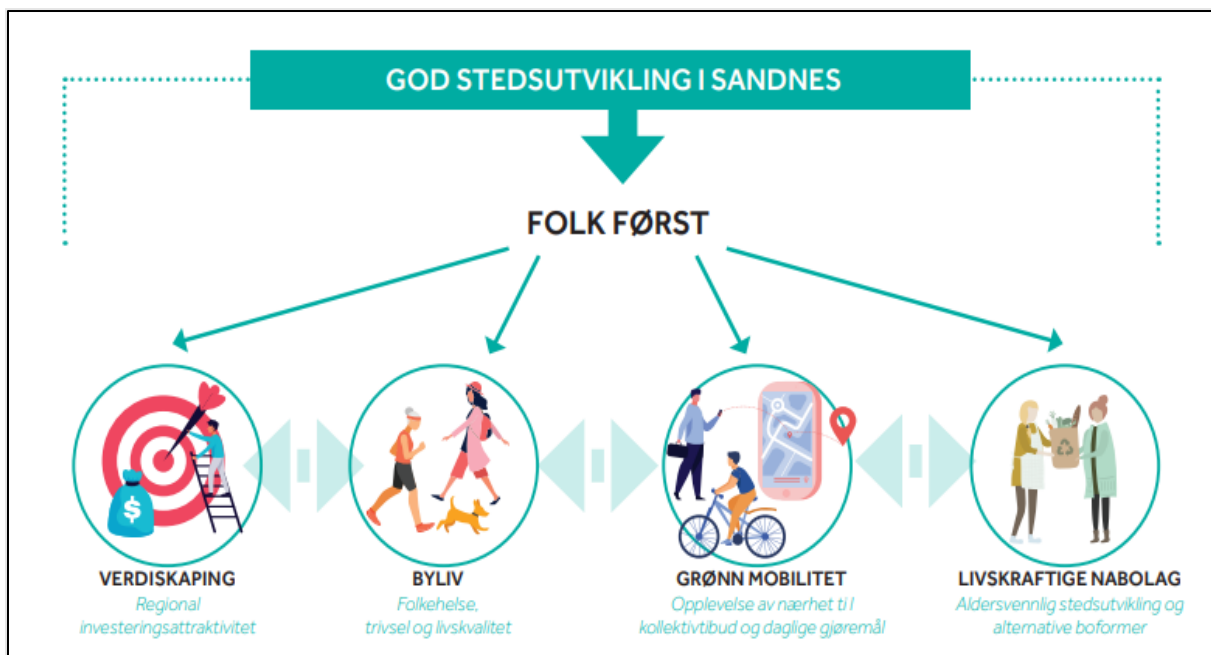 GOD STEDSUTVIKLING I SANDNES
FOLK FØRST
$
VERDISKAPING
Regional
investeringsattraktivitet
BYLIV
Folkehelse,
trivsel og livskvalitet
GRØNN MOBILITET
Opplevelse av nærhet ti l
kollektivtibud og daglige gjøremål
LIVSKRAFTIGE NABOLAG
Aldersvennlig stedsutvikling og
alternative boformer